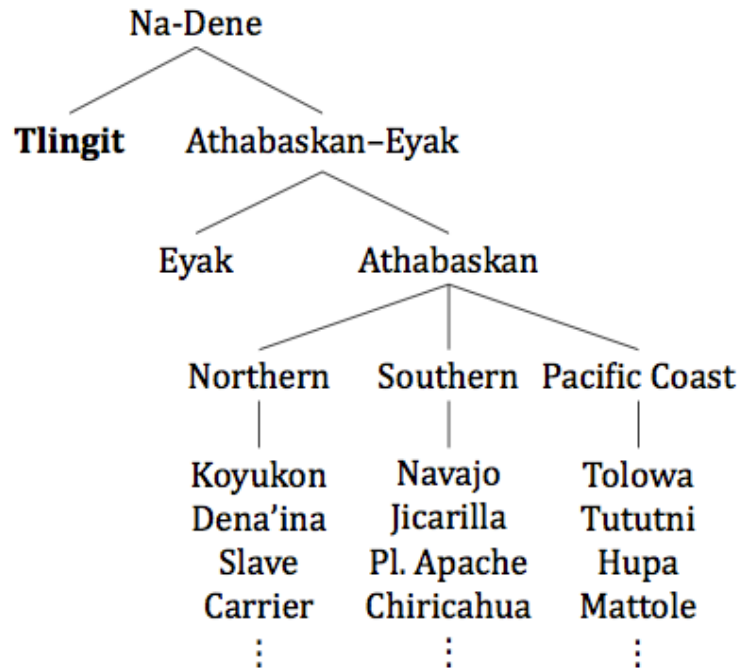 Na-Dene
Tlingit Athabaskan–Eyak
Eyak Athabaskan
Northern Southern Pacific Coast
Koyukon Navajo Tolowa
Dena’ina Jicarilla Tututni
Slave Pl. Apache Hupa
Carrier Chiricahua Mattole
⋮ ⋮ ⋮